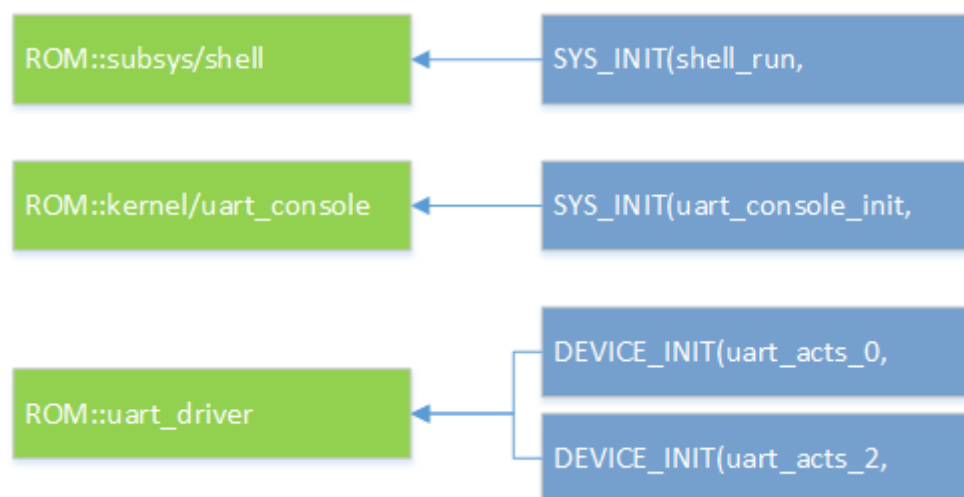 ROM::subsys/shell
SYS_INIT(shell_run,
ROM::kernel/uart_console
SYS_INIT(uart_console_init,
DEVICE_INIT(uart_acts_0,
ROM::uart_driver
DEVICE_INIT(uart_acts_2,